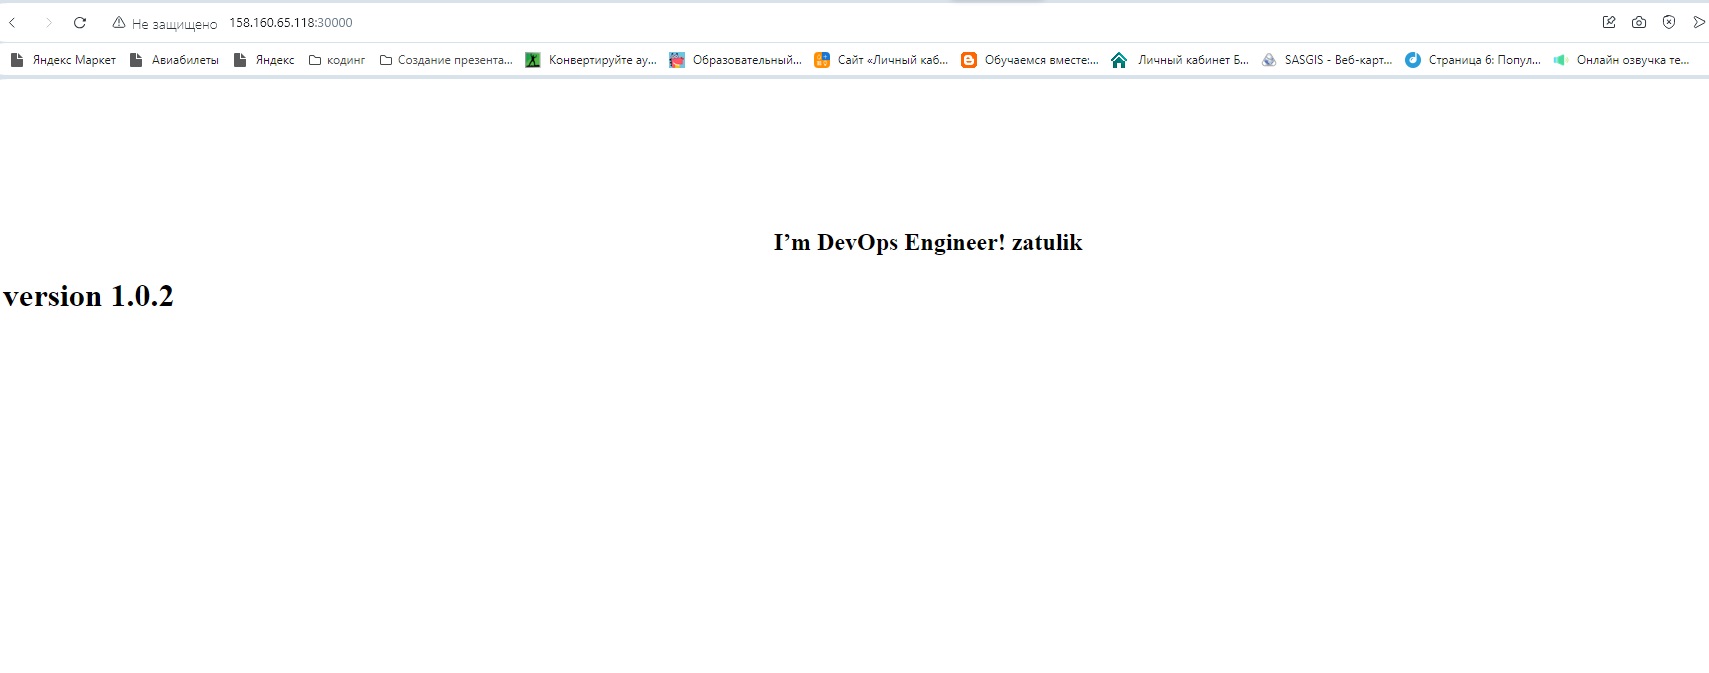 Не защищено 158.160.65.118:30000
Яндекс Маркет Авиабилеты Яндекс кодинг Создание презента... Конвертируйте ау... Образовательный... Сайт «Личный каб... Обучаемся вместе:... Личный кабинет Б... SASGIS - Веб-карт... Страница 6: Попул... Онлайн озвучка те...
I’m DevOps Engineer! zatulik
version 1.0.2